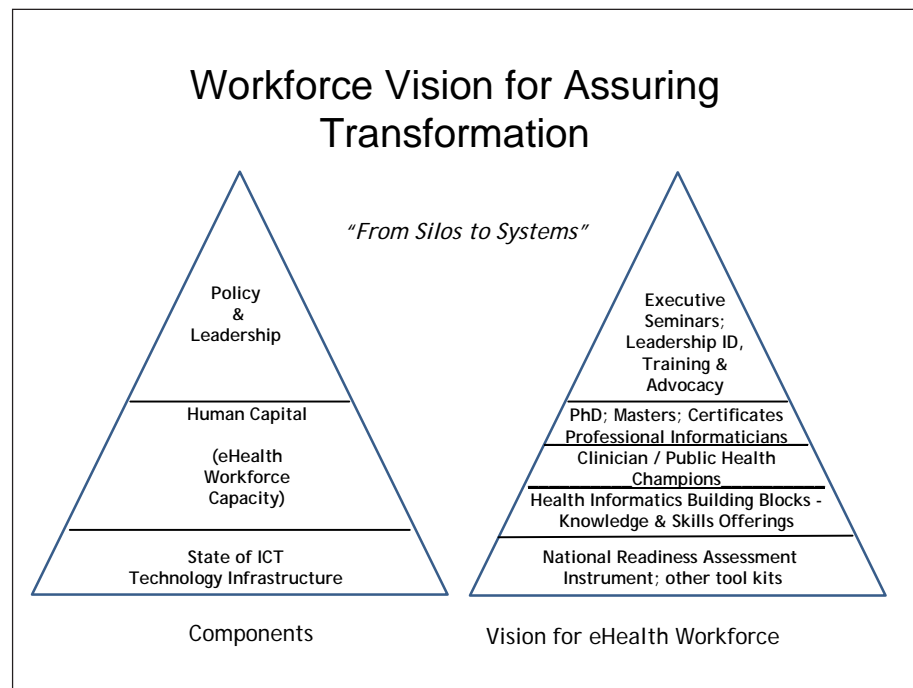 Workforce Vision for Assuring
Transformation
“From Silos to Systems”
Policy
&
Leadership
Human Capital
(eHealth
Workforce
Capacity)
State of ICT
Technology Infrastructure
Components
Executive
Seminars;
Leadership ID,
Training &
Advocacy
PhD; Masters; Certificates
Professional Informaticians
Clinician / Public Health
Champions
Health Informatics Building Blocks -
Knowledge & Skills Offerings
National Readiness Assessment
Instrument; other tool kits
Vision for eHealth Workforce